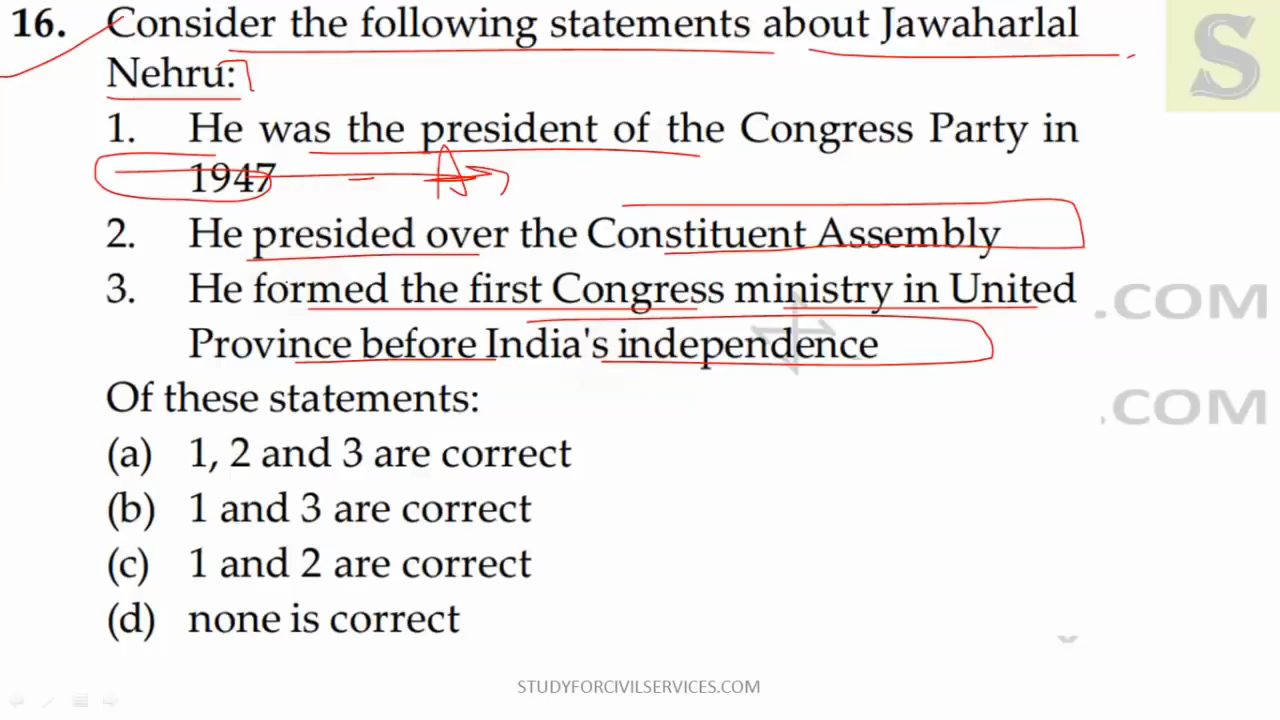 16. Consider the following statements about Jawaharlal
Nehru:
1. He was the president of the Congress Party in
1947
2. He presided over the Constituent Assembly
3. He formed the first Congress ministry in United
Province before India's independence
Of these statements:
(a) 1, 2 and 3 are correct
(b) 1 and 3 are correct
(c) 1 and 2 are correct
(d) none is correct
S
.COM
.COM
STUDYFORCIVILSERVICES.COM